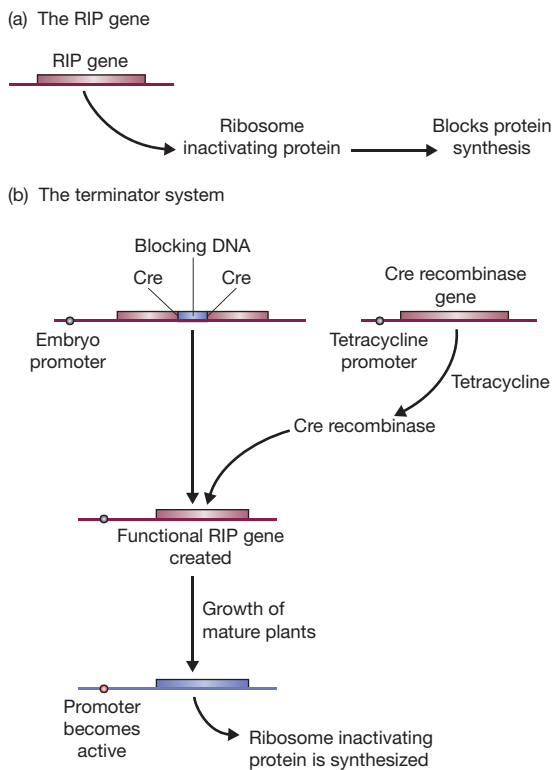 (a) The RIP gene
RIP gene
Ribosome
inactivating protein
Blocks protein
synthesis
(b) The terminator system
Blocking DNA
Cre
Cre
Cre recombinase
gene
Embryo
promoter
Tetracycline
promoter
Tetracycline
Cre recombinase
Functional RIP gene
created
Growth of
mature plants
Promoter
becomes
active
Ribosome inactivating
protein is synthesized